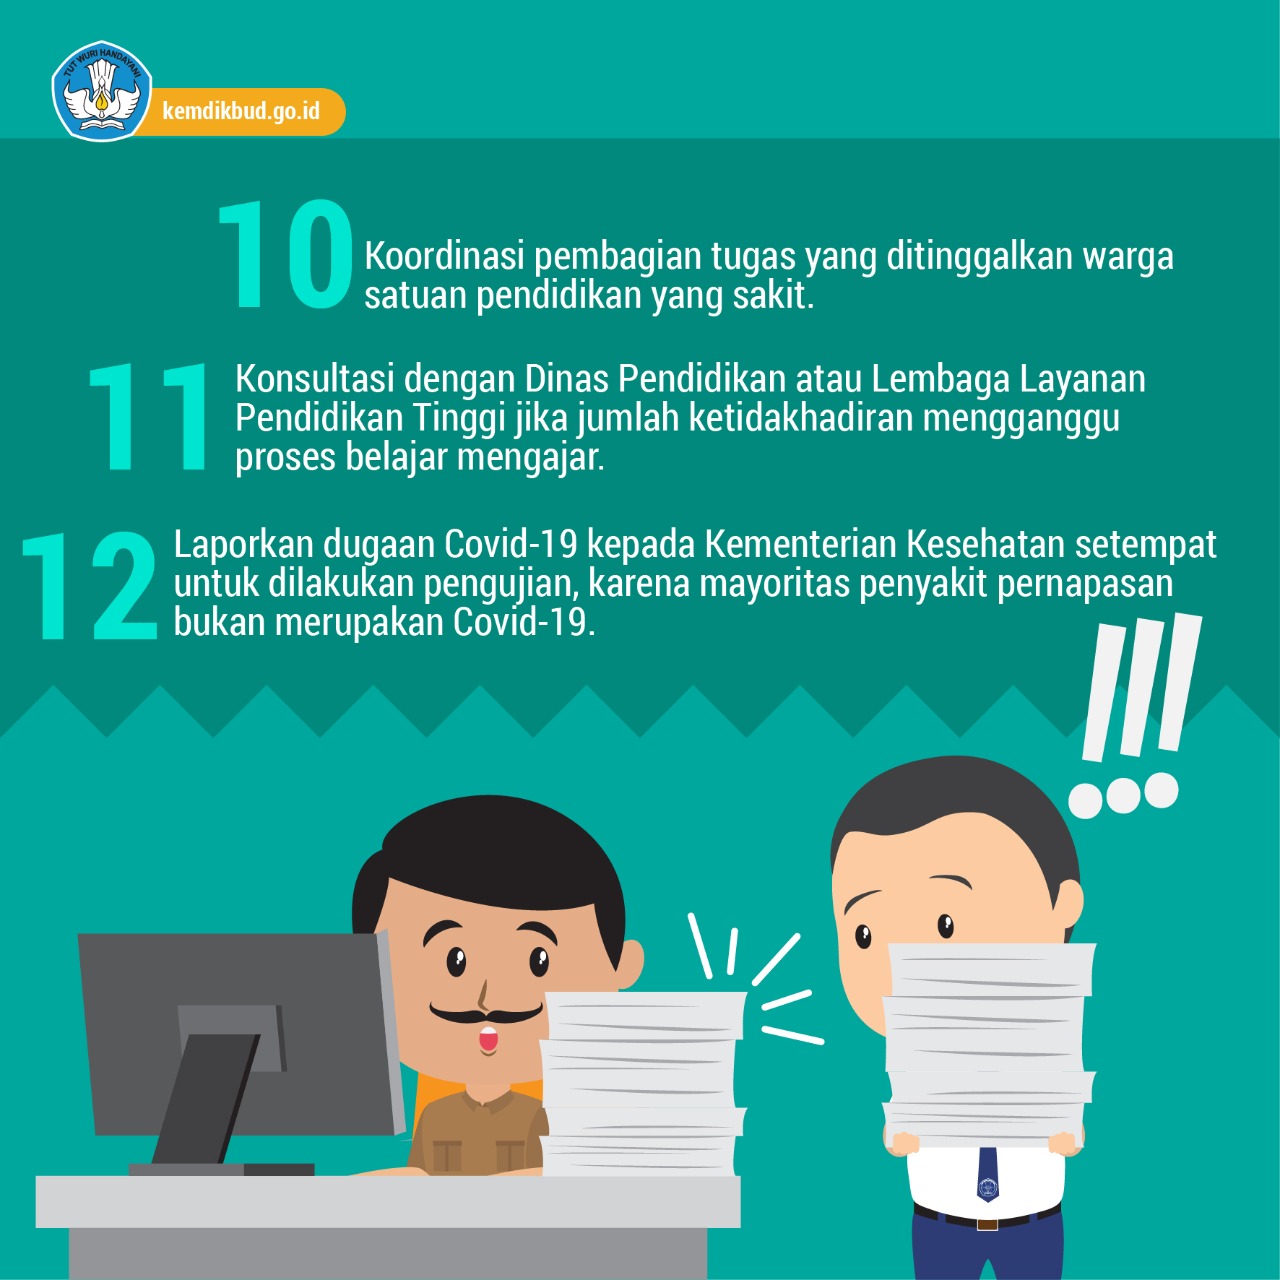 TUT WURI HANDAYANI
kemdikbud.go.id
10
Koordinasi pembagian tugas yang ditinggalkan warga
satuan pendidikan yang sakit.
11
Konsultasi dengan Dinas Pendidikan atau Lembaga Layanan
Pendidikan Tinggi jika jumlah ketidakhadiran mengganggu
proses belajar mengajar.
12
Laporkan dugaan Covid-19 kepada Kementerian Kesehatan setempat
untuk dilakukan pengujian, karena mayoritas penyakit pernapasan
bukan merupakan Covid-19.
!!!